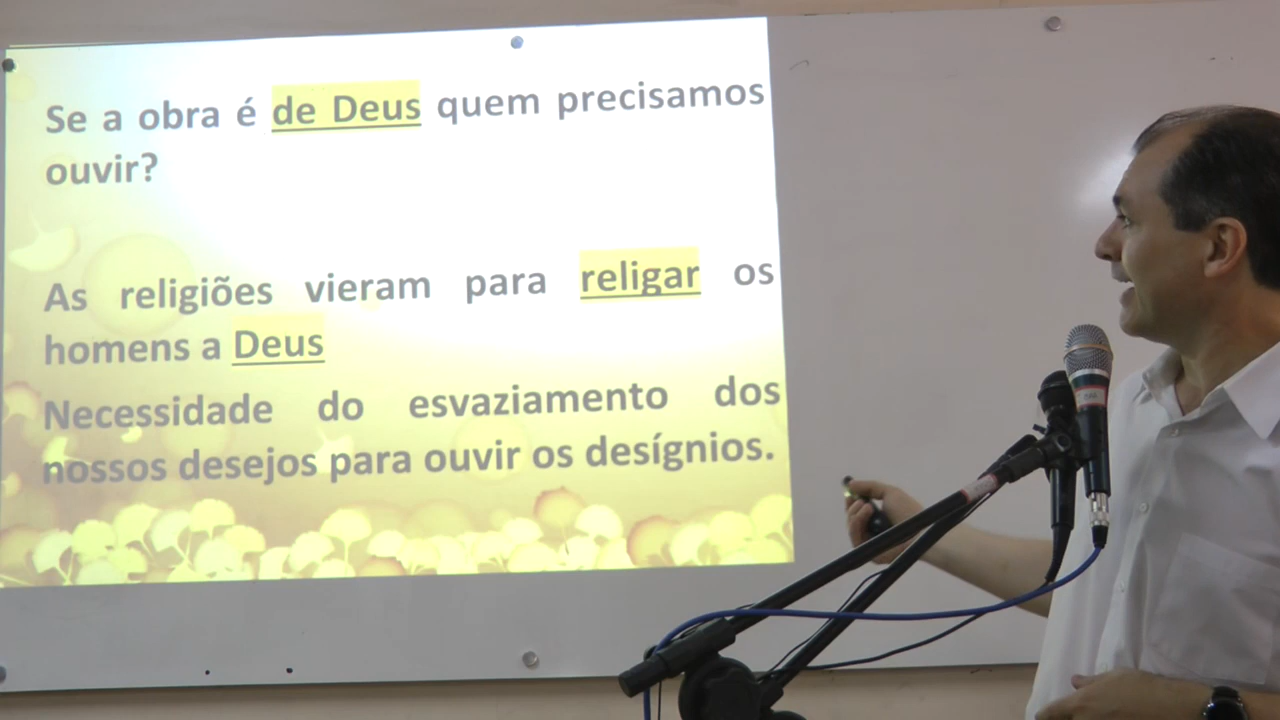 Se a obra é de Deus quem precisamos
ouvir?
As religiões vieram para religar os
homens a Deus
Necessidade do esvaziamento dos
nossos desejos para ouvir os desígnios.